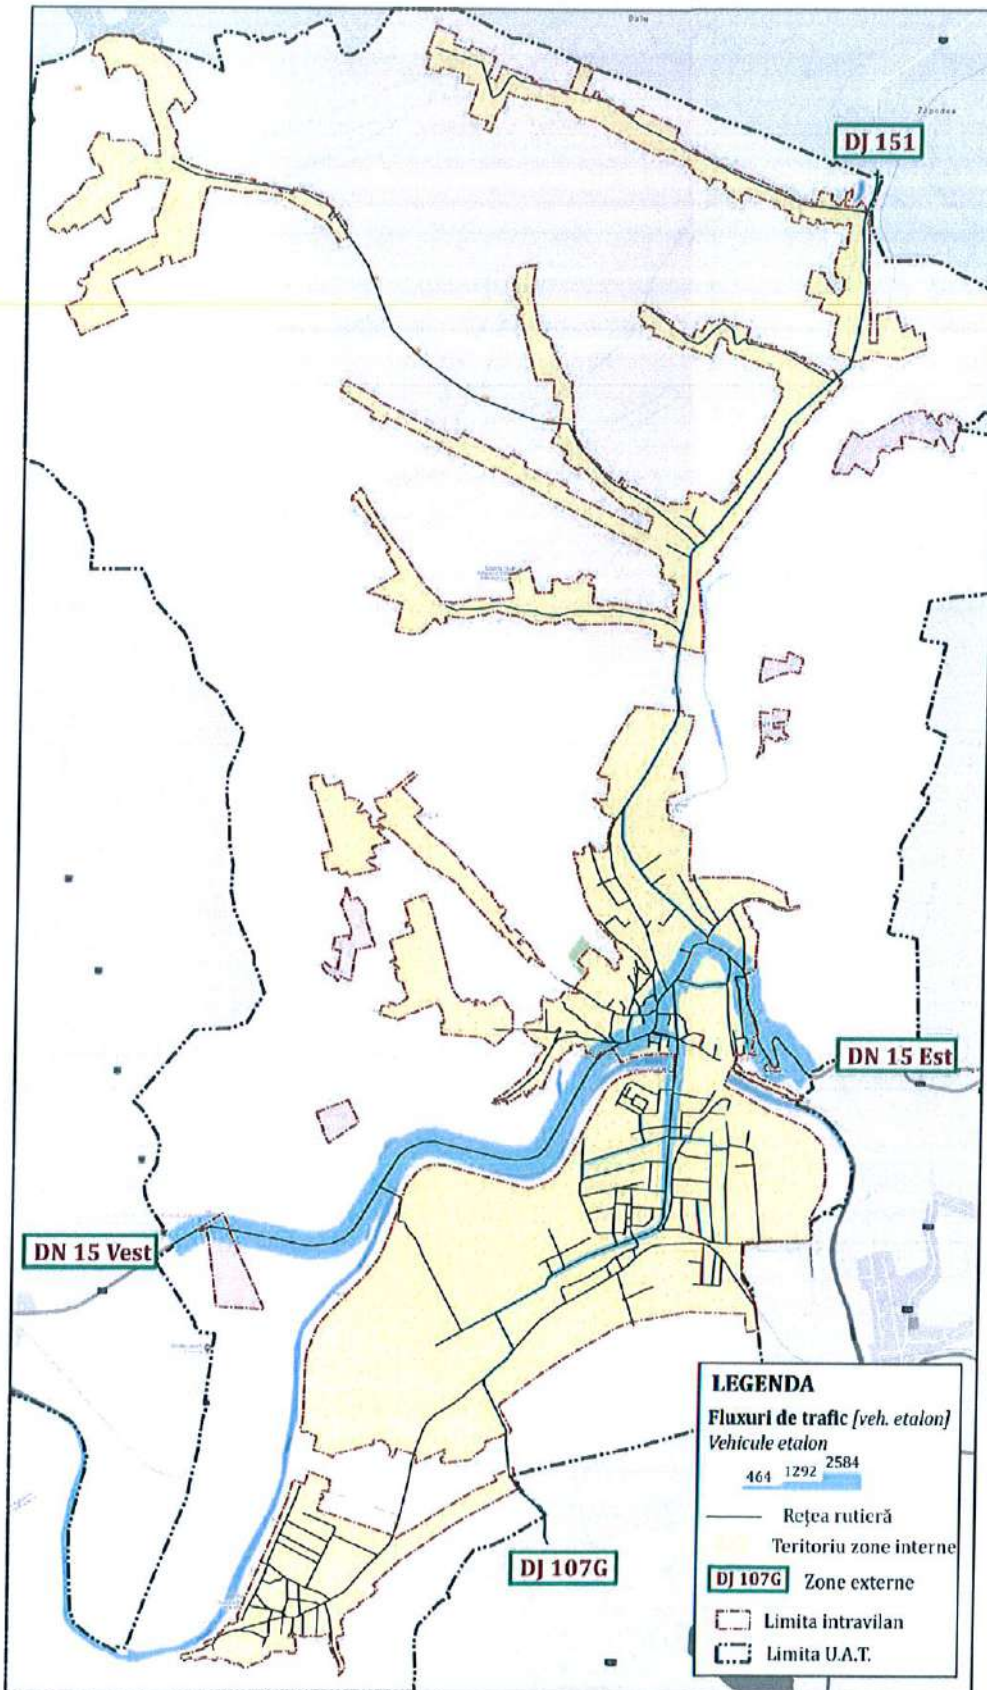 DJ 151
DN 15 Est
DN 15 Vest
DJ 107G
LEGENDA
Fluxuri de trafic [veh. etalon]
Vehicule etalon
464 1292 2584
Rețea rutieră
Teritoriu zone interne
DJ 107G Zone externe
Limita intravilan
Limita U.A.T.